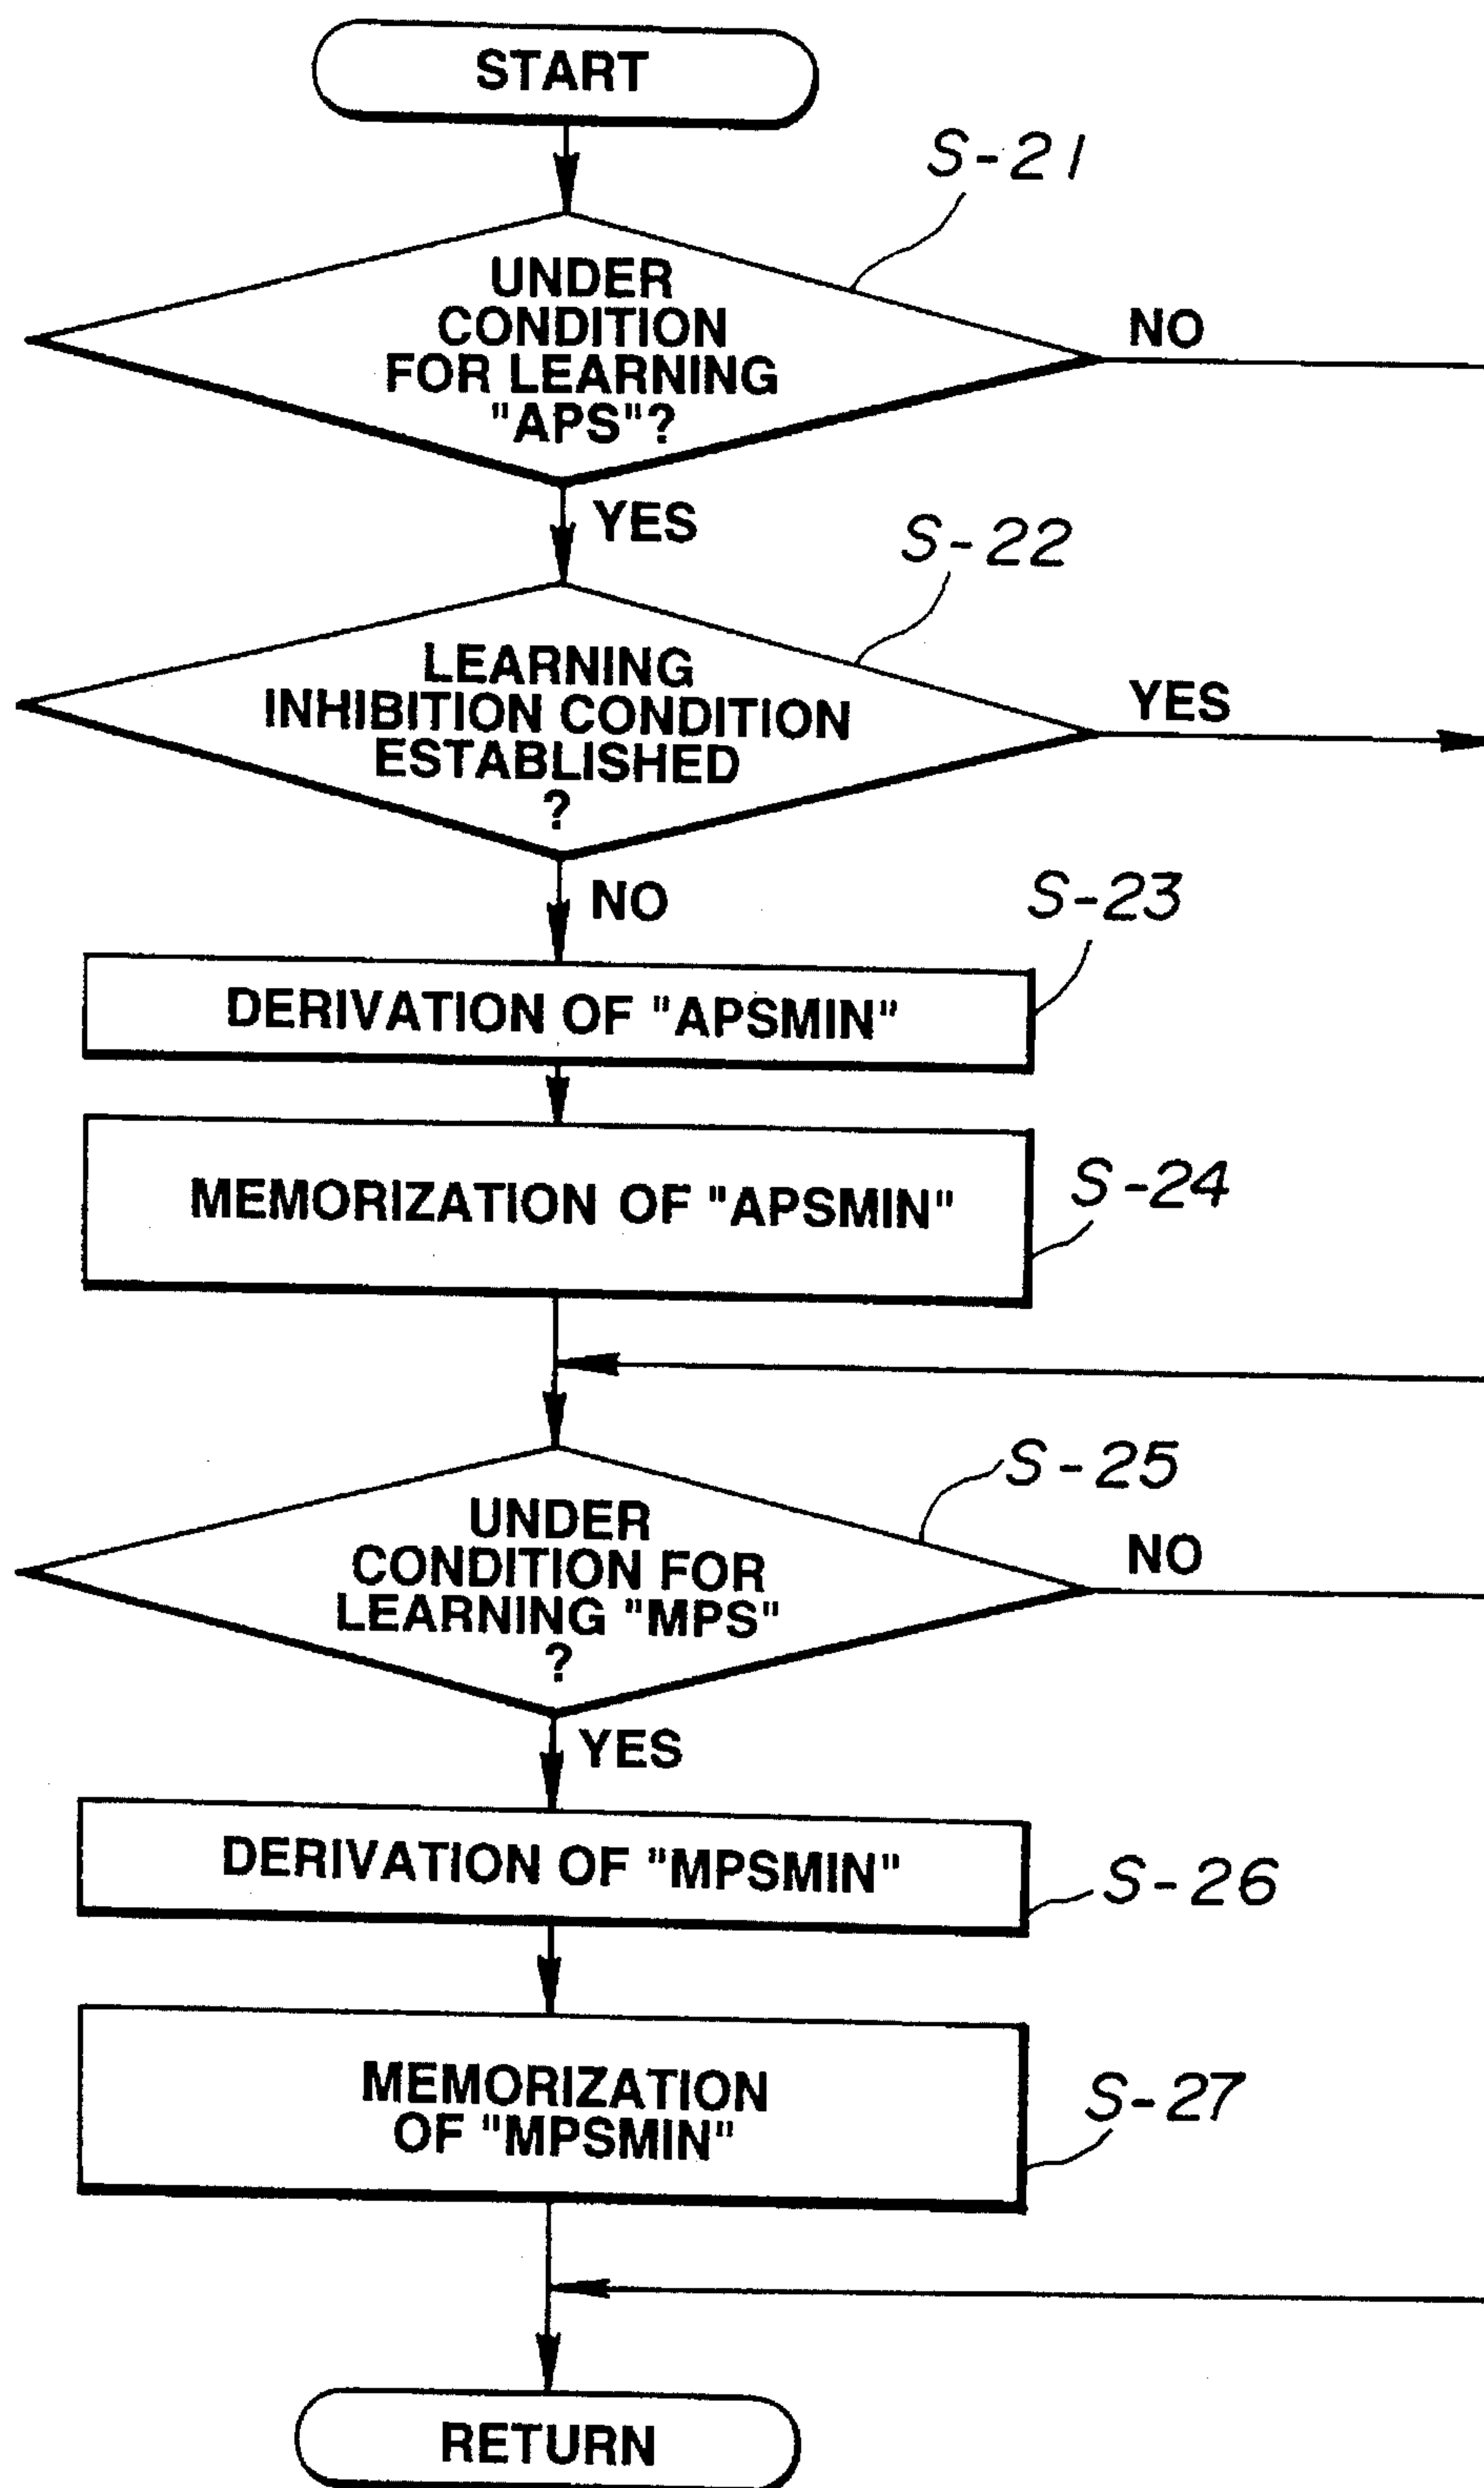 START
S-21
UNDER
CONDITION
FOR LEARNING
"APS"?
NO
YES
S-22
LEARNING
INHIBITION CONDITION
ESTABLISHED
?
YES
NO
S-23
DERIVATION OF "APSMIN"
MEMORIZATION OF "APSMIN"
S-24
S-25
UNDER
CONDITION FOR
LEARNING "MPS"
?
NO
YES
DERIVATION OF "MPSMIN"
S-26
MEMORIZATION
OF "MPSMIN"
S-27
RETURN